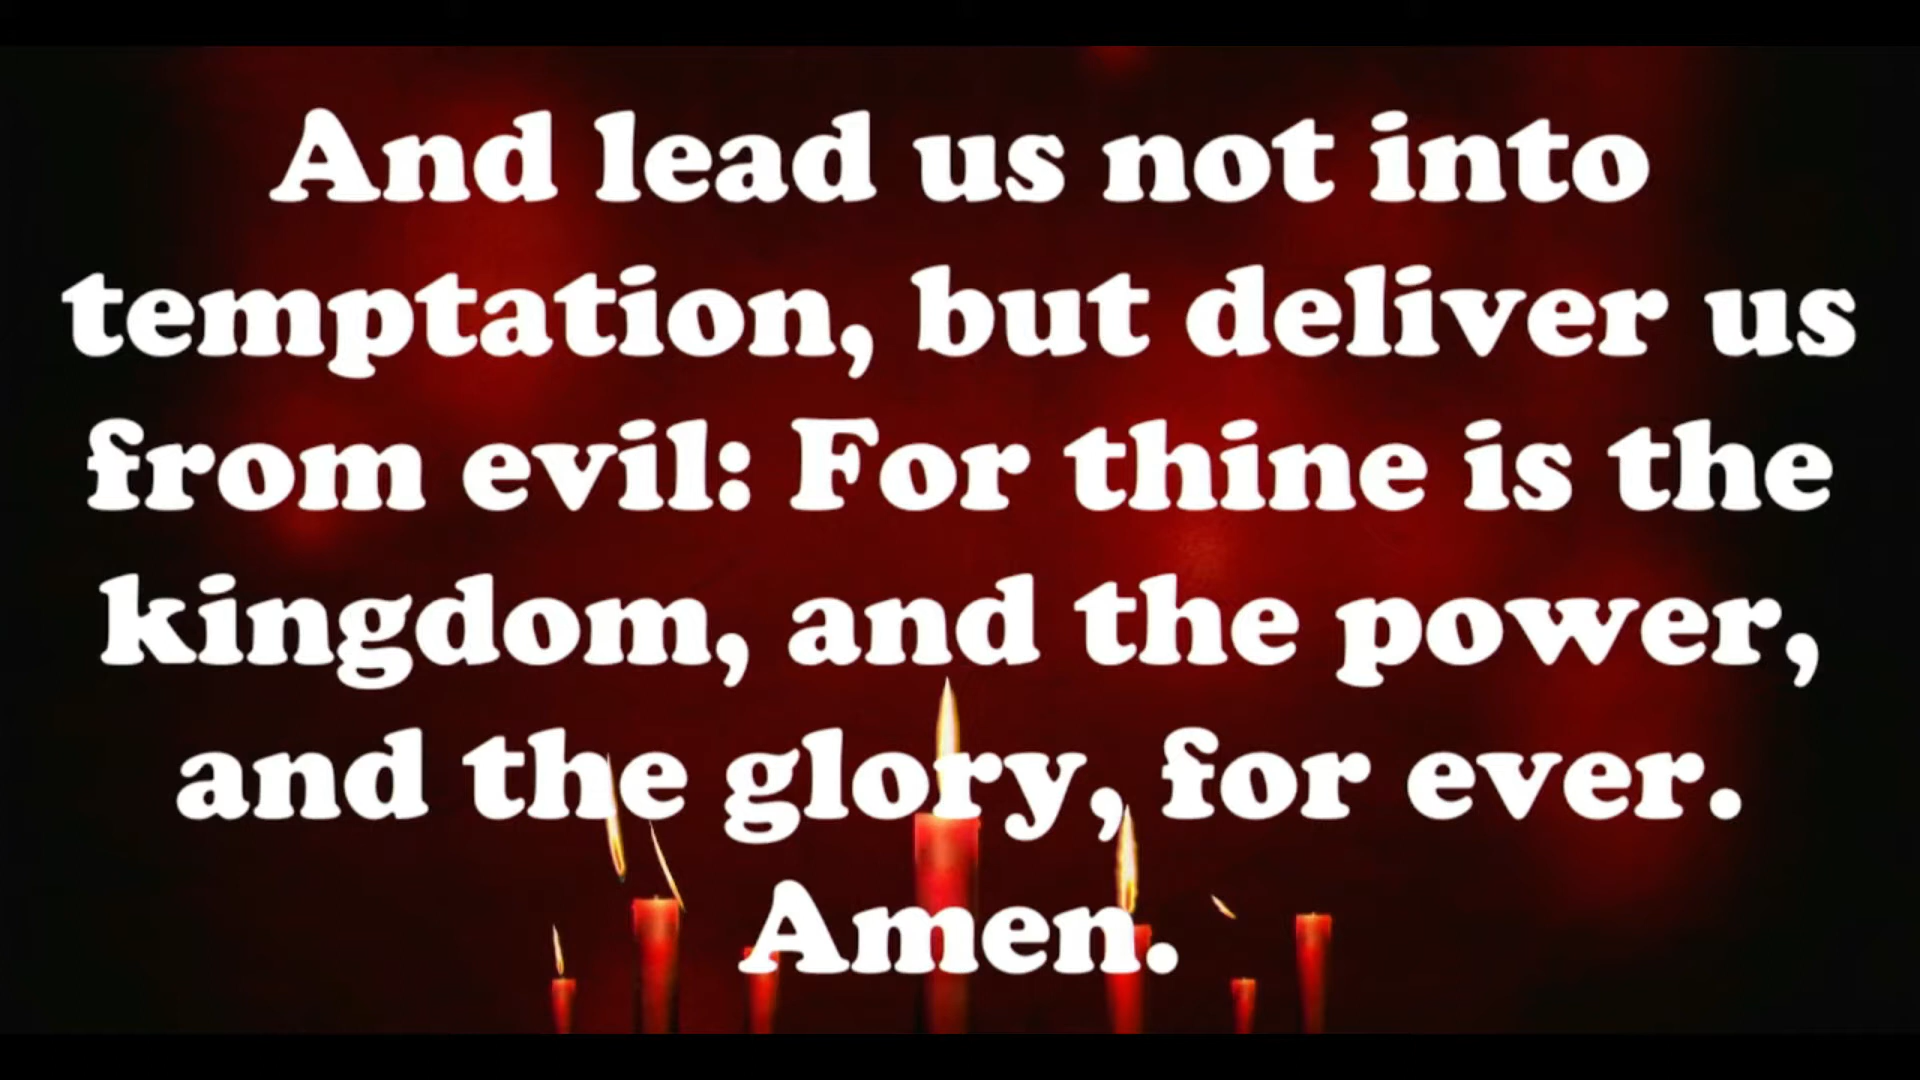 And lead us not into
temptation, but deliver us
from evil: For thine is the
kingdom, and the power,
and the glory, for ever.
Amen.